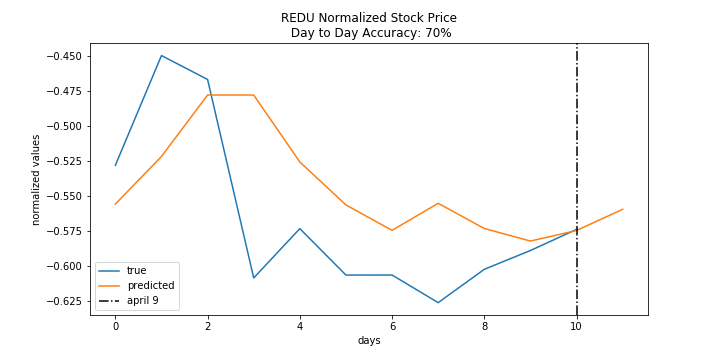 REDU Normalized Stock Price
Day to Day Accuracy: 70%
−0.450
−0.475
−0.500
−0.525
−0.550
−0.575
−0.600
−0.625
normalized values
true
predicted
april 9
0 2 4 6 8 10
days